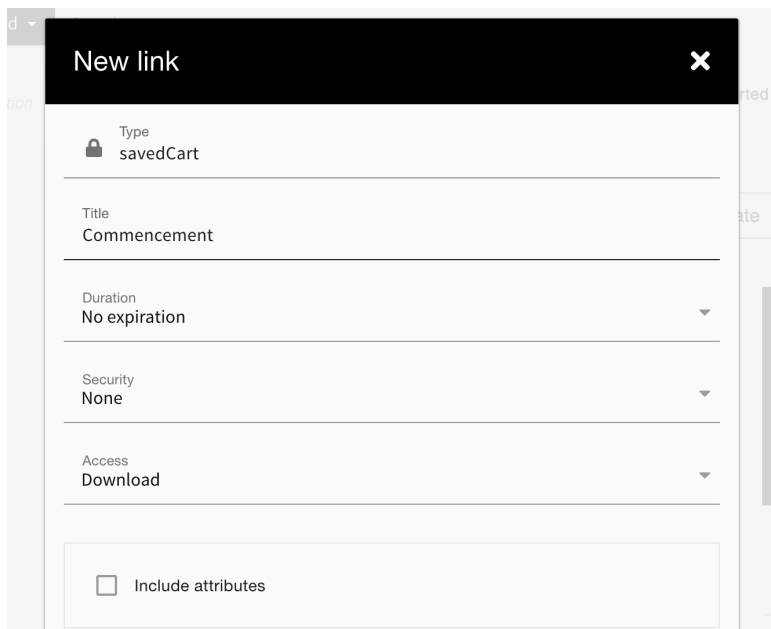 New link
Type
savedCart
Title
Commencement
Duration
No expiration
Security
None
Access
Download
Include attributes